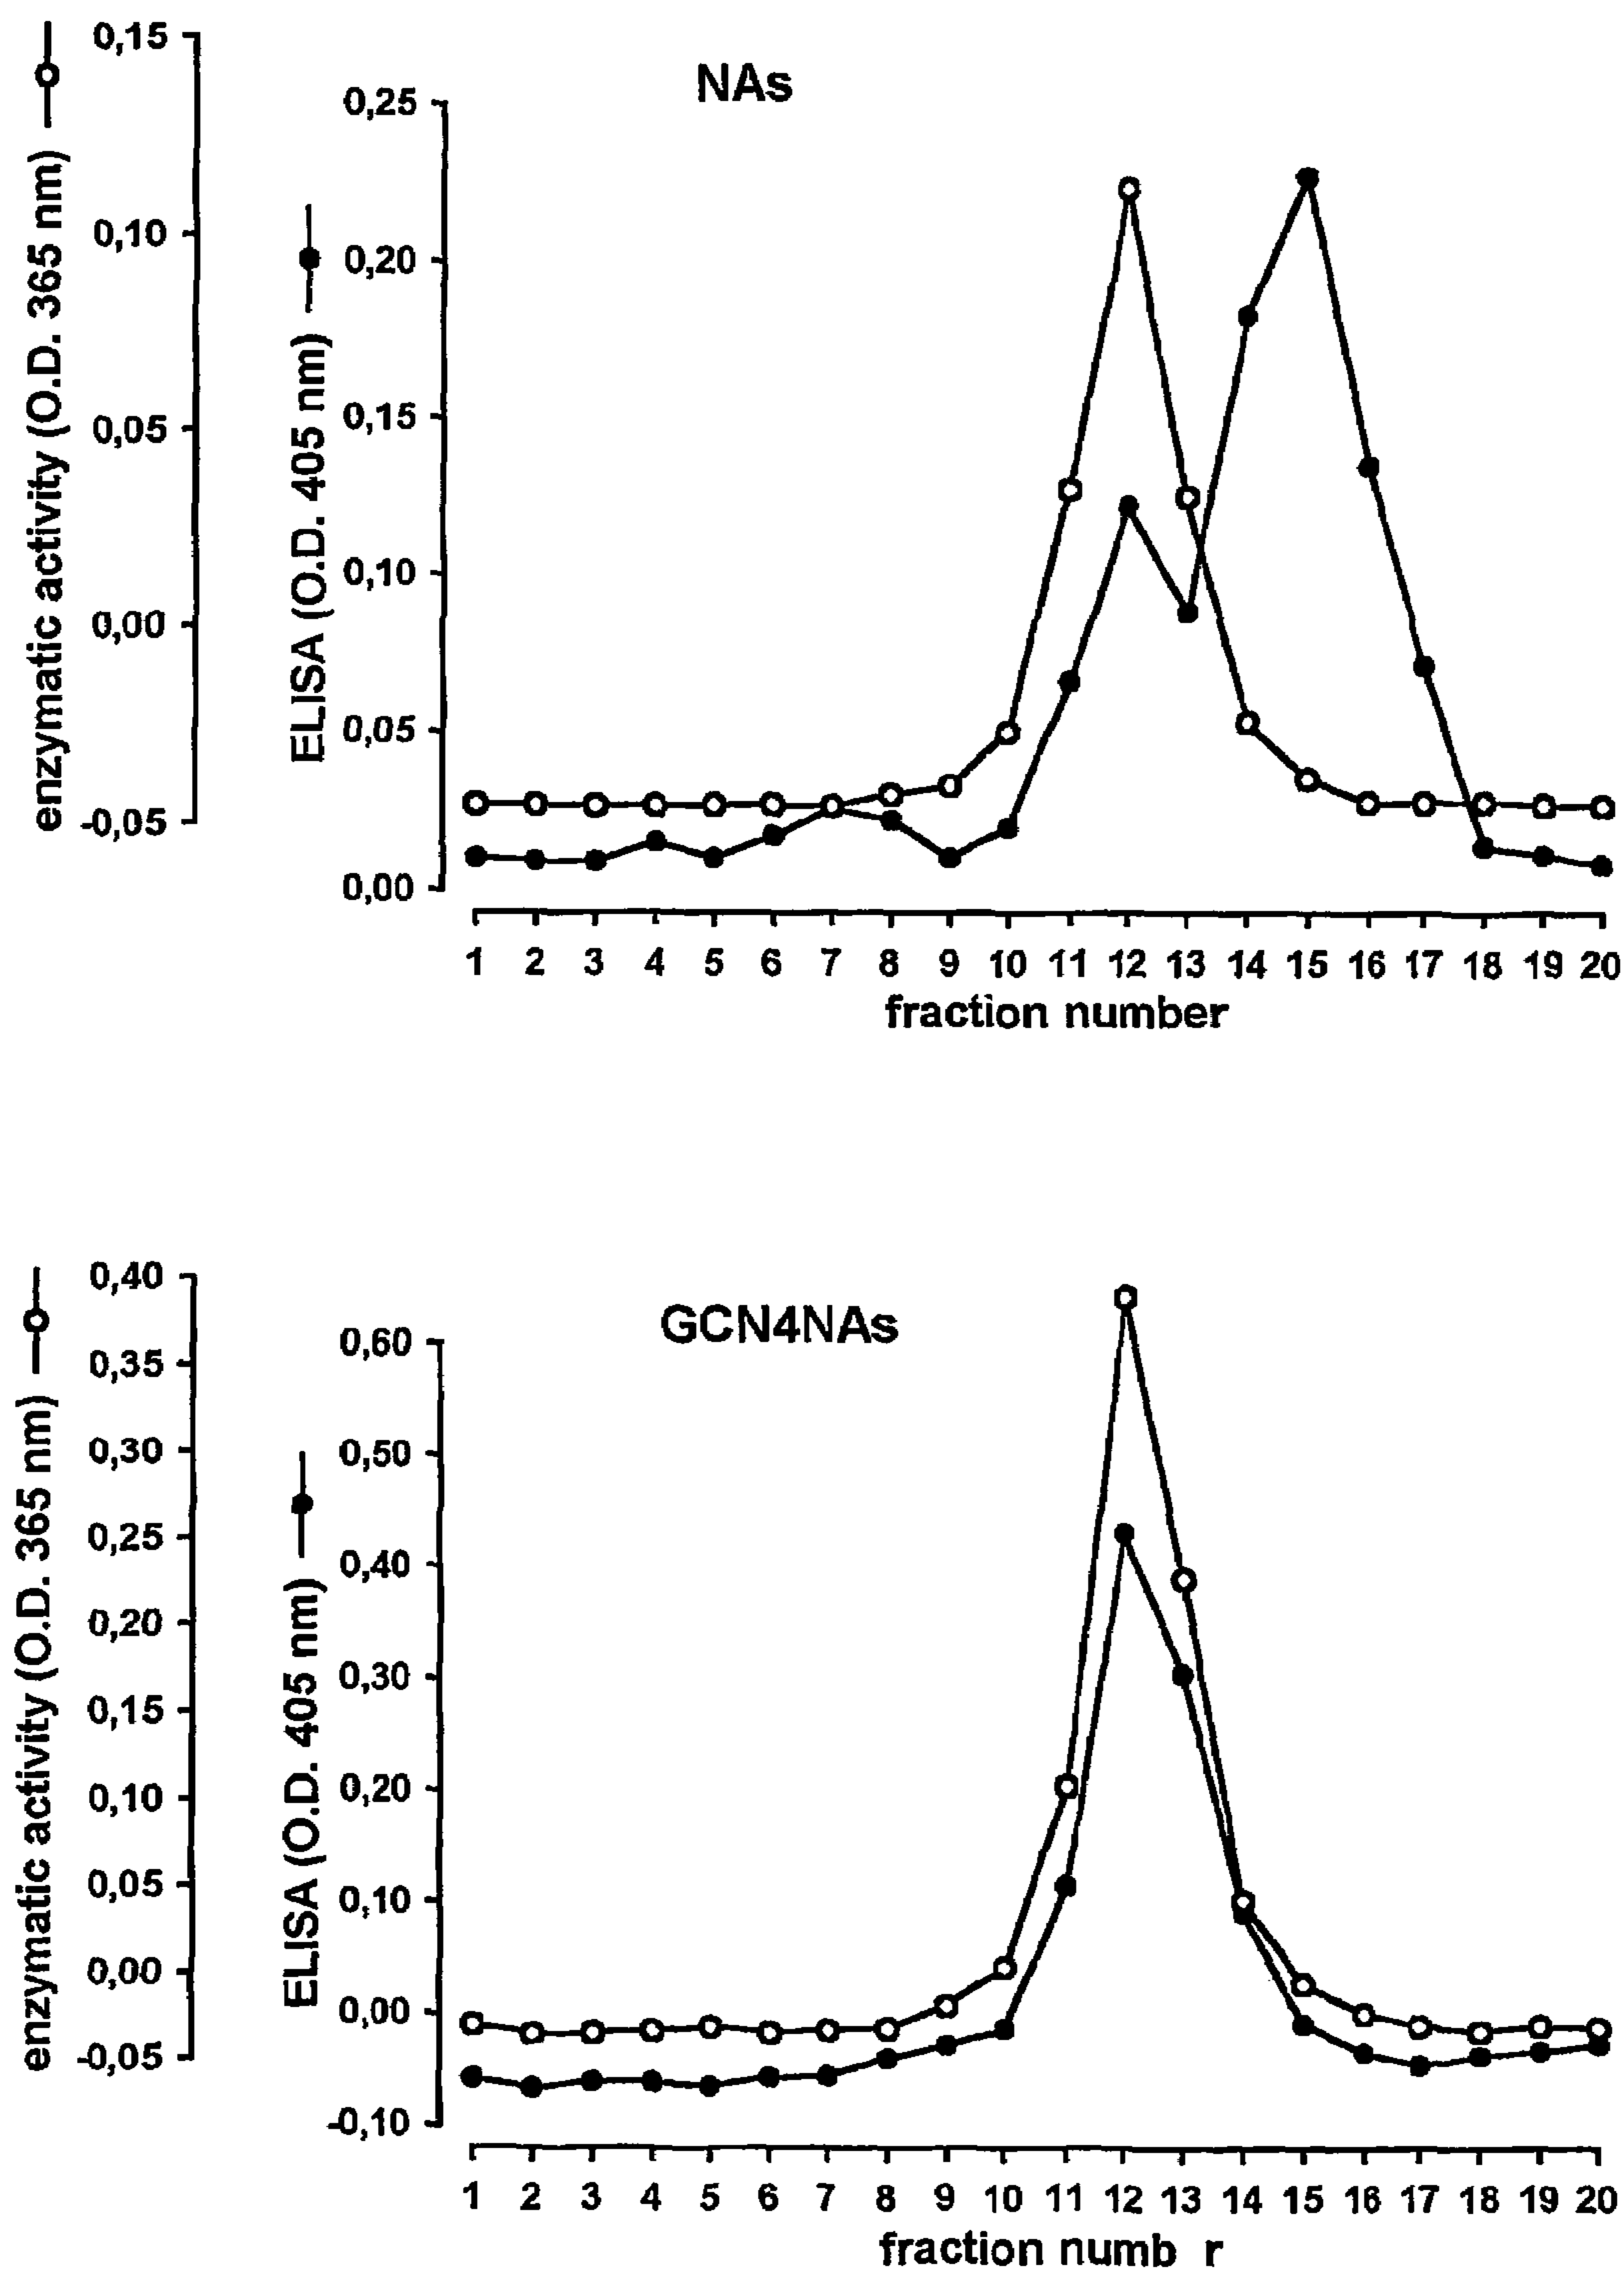 NAs
enzymatic activity (O.D. 365 nm)
0,15
0,10
0,05
0,00
-0,05
ELISA (O.D. 405 nm)
0,25
0,20
0,15
0,10
0,05
0,00
1 2 3 4 5 6 7 8 9 10 11 12 13 14 15 16 17 18 19 20
fraction number
GCN4NAs
enzymatic activity (O.D. 365 nm)
0,40
0,35
0,30
0,25
0,20
0,15
0,10
0,05
0,00
-0,05
ELISA (O.D. 405 nm)
0,60
0,50
0,40
0,30
0,20
0,10
0,00
-0,10
1 2 3 4 5 6 7 8 9 10 11 12 13 14 15 16 17 18 19 20
fraction numb r